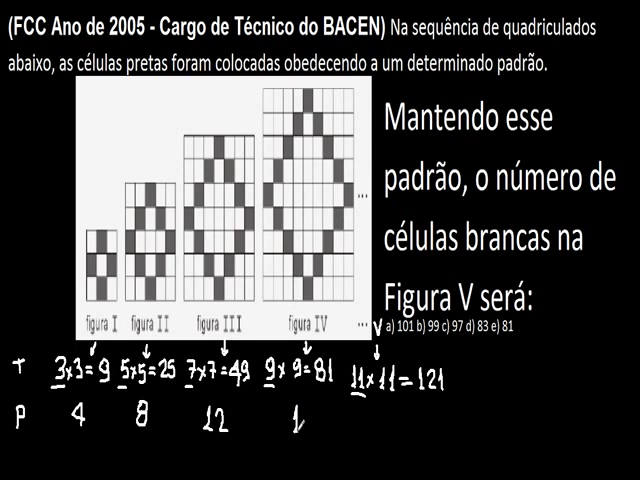 (FCC Ano de 2005 - Cargo de Técnico do BACEN) Na sequência de quadriculados
abaixo, as células pretas foram colocadas obedecendo a um determinado padrão.
Mantendo esse
padrão, o número de
células brancas na
Figura V será:
a) 101 b) 99 c) 97 d) 83 e) 81
...
figura I figura II figura III figura IV ... V
T 3x3=9 5x5=25 7x7=49 9x9=81 11x11=121
P 4 8 12 1